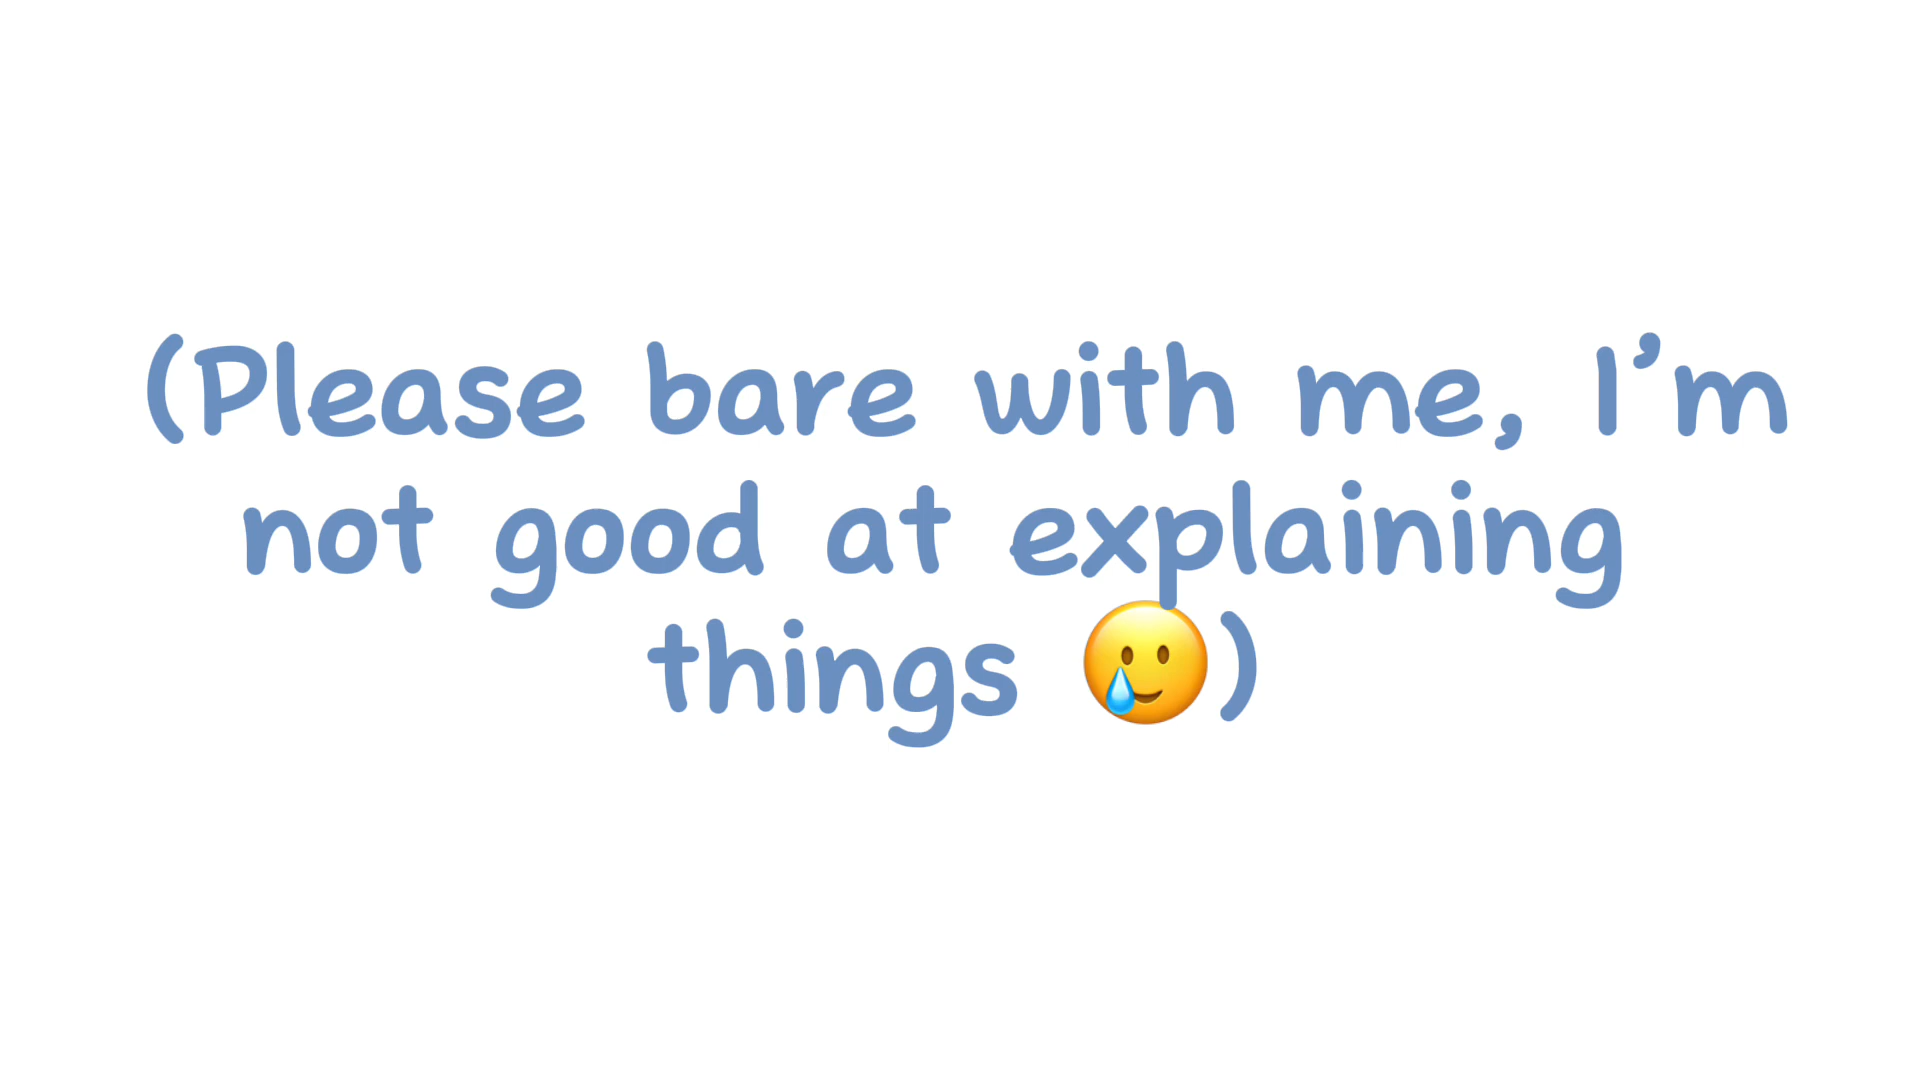 (Please bare with me, I’m
not good at explaining
things 🥲)